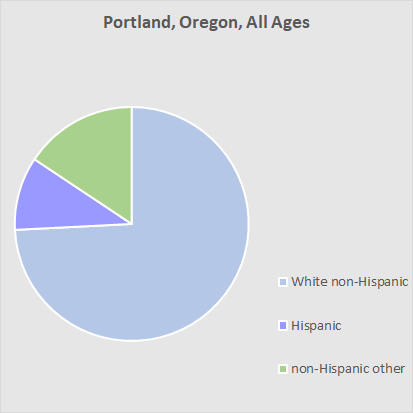 Portland, Oregon, All Ages
White non-Hispanic
Hispanic
non-Hispanic other